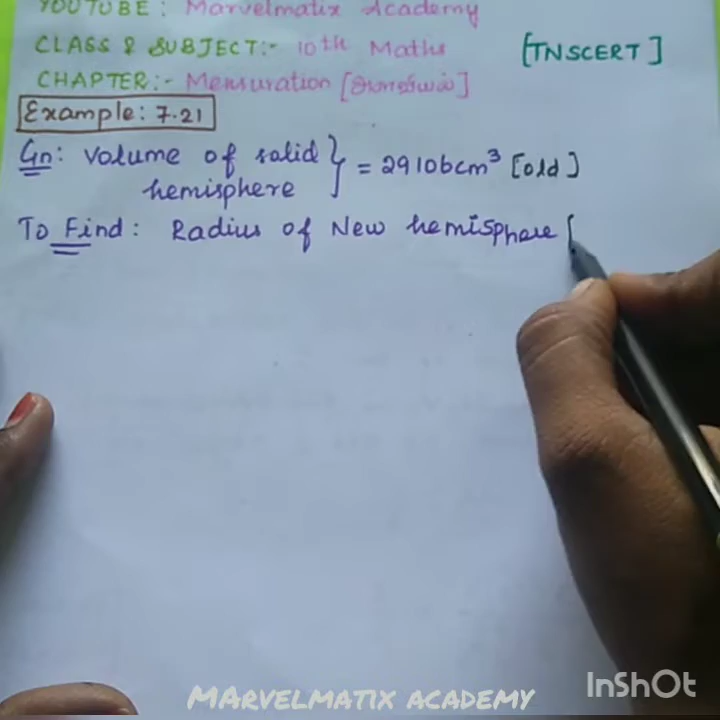 YOUTUBE: Marvelmatix Academy
CLASS & SUBJECT:- 10th Maths [TNSCERT]
CHAPTER:- Mensuration [அளவியல்]
Example: 7.21
Gn: Volume of solid hemisphere } = 29106cm³ [old]
To Find: Radius of New hemisphere [
MARVELMATIX ACADEMY
InShOt